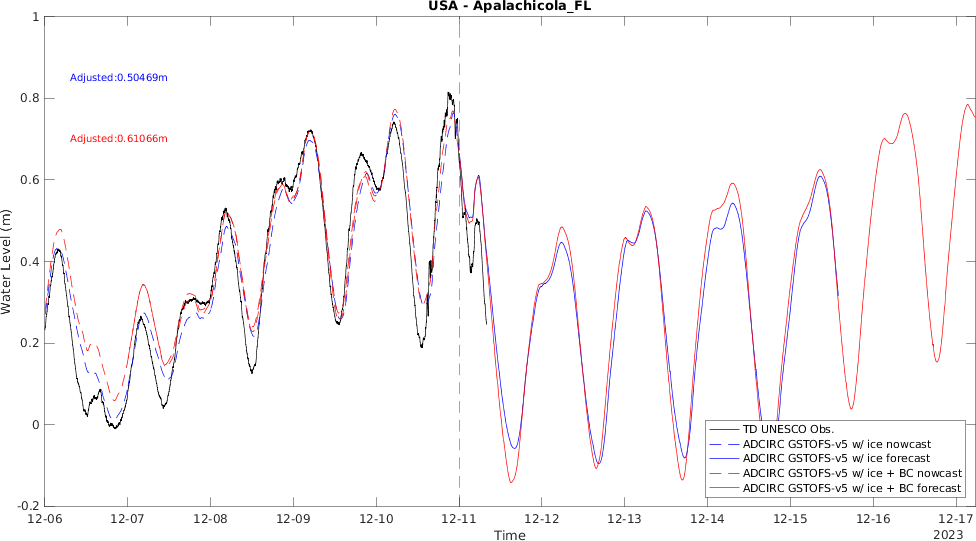 USA - Apalachicola_FL
1
0.8
0.6
0.4
0.2
0
-0.2
Water Level (m)
Adjusted:0.50469m
Adjusted:0.61066m
TD UNESCO Obs.
ADCIRC GSTOFS-v5 w/ ice nowcast
ADCIRC GSTOFS-v5 w/ ice forecast
ADCIRC GSTOFS-v5 w/ ice + BC nowcast
ADCIRC GSTOFS-v5 w/ ice + BC forecast
12-06 12-07 12-08 12-09 12-10 12-11 12-12 12-13 12-14 12-15 12-16 12-17
Time
2023